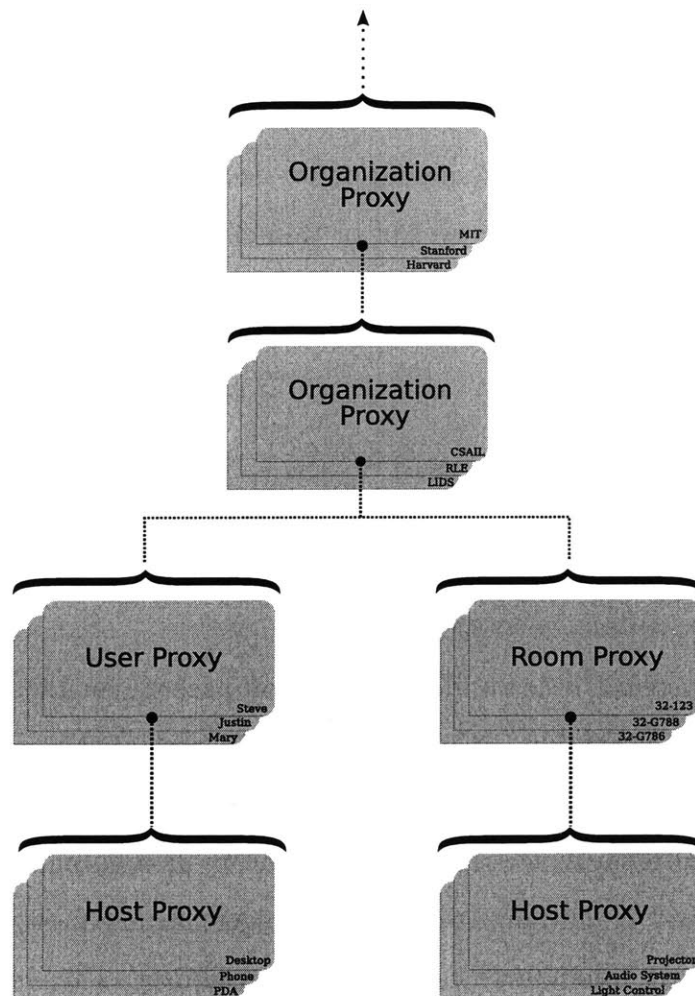 Organization
Proxy
MIT
Stanford
Harvard
Organization
Proxy
CSAIL
RLE
LIDS
User Proxy
Steve
Justin
Mary
Room Proxy
32-123
32-G788
32-G786
Host Proxy
Desktop
Phone
PDA
Host Proxy
Projector
Audio System
Light Control